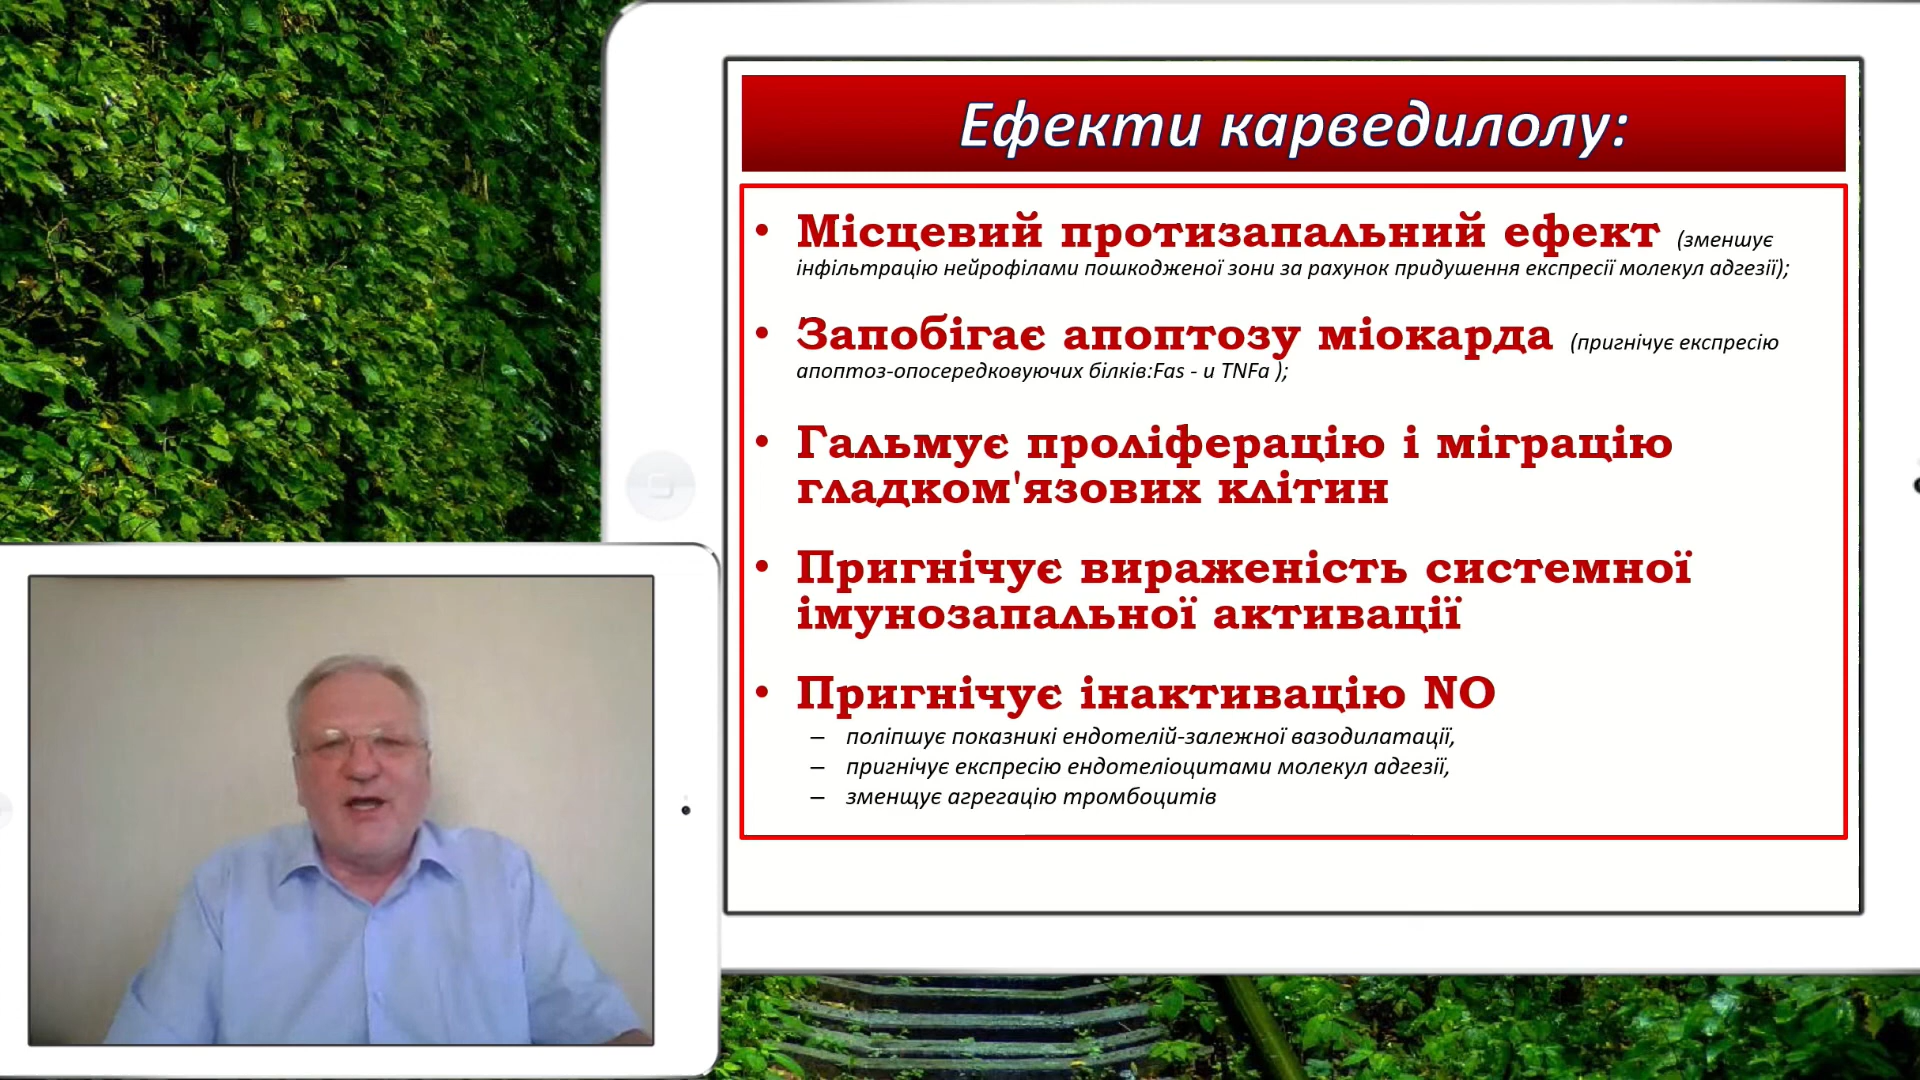 Ефекти карведилолу:
• Місцевий протизапальний ефект (зменшує
інфільтрацію нейрофілами пошкодженої зони за рахунок придушення експресії молекул адгезії);
• Запобігає апоптозу міокарда (пригнічує експресію
апоптоз-опосередковуючих білків:Fas - и TNFa );
• Гальмує проліферацію і міграцію
гладком'язових клітин
• Пригнічує вираженість системної
імунозапальної активації
• Пригнічує інактивацію NO
– поліпшує показникі ендотелій-залежної вазодилатації,
– пригнічує експресію ендотеліоцитами молекул адгезії,
– зменщує агрегацію тромбоцитів